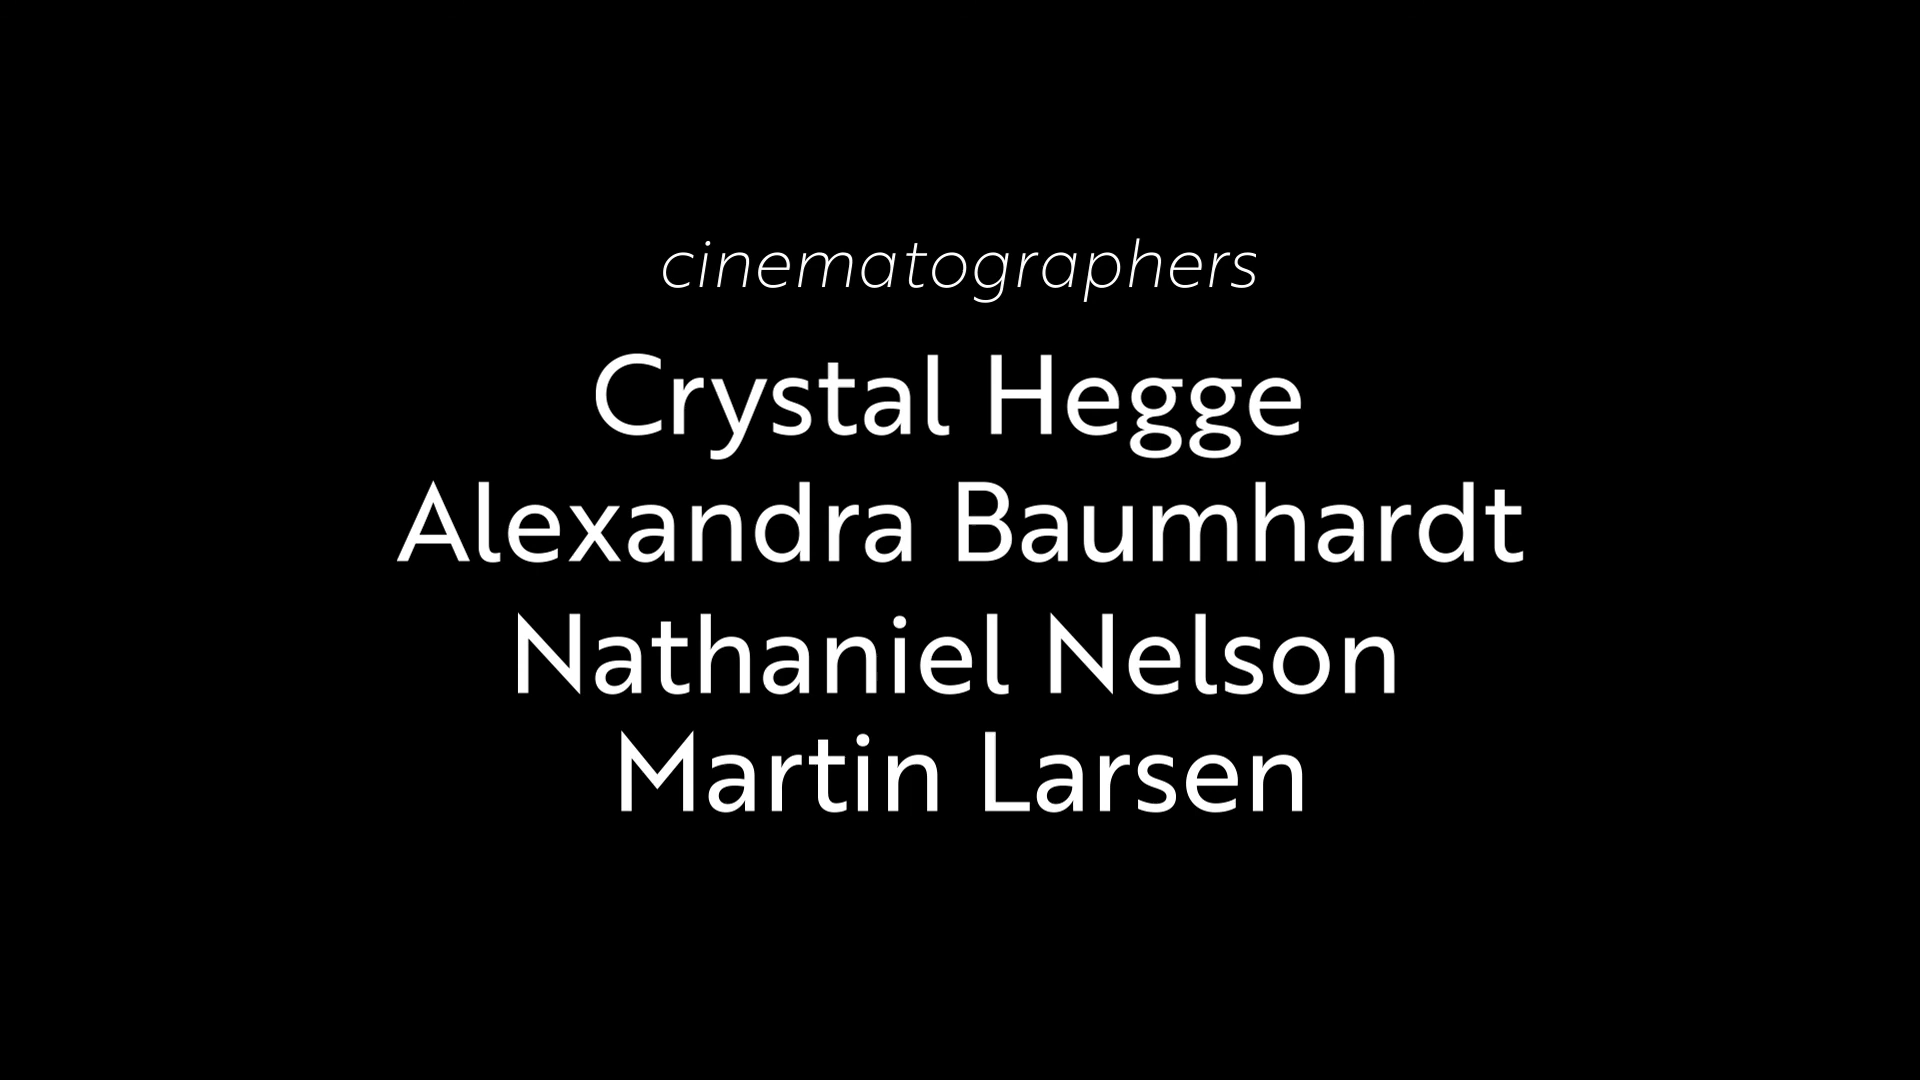 cinematographers
Crystal Hegge
Alexandra Baumhardt
Nathaniel Nelson
Martin Larsen